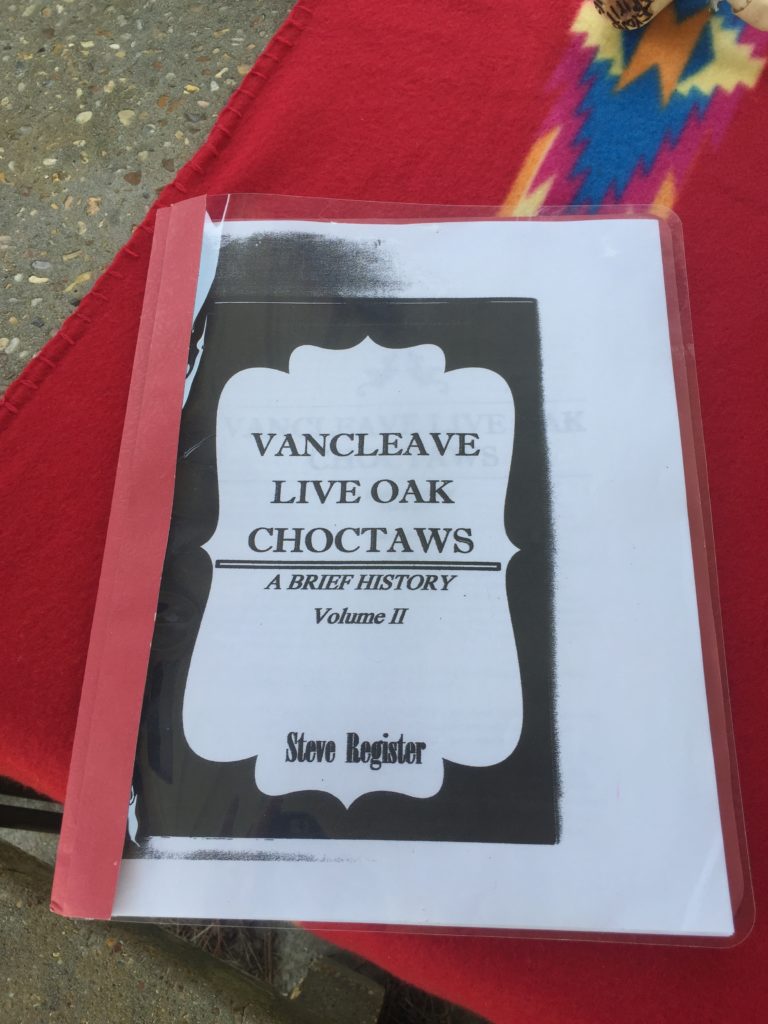 VANCLEAVE
LIVE OAK
CHOCTAWS
A BRIEF HISTORY
Volume II
Steve Register